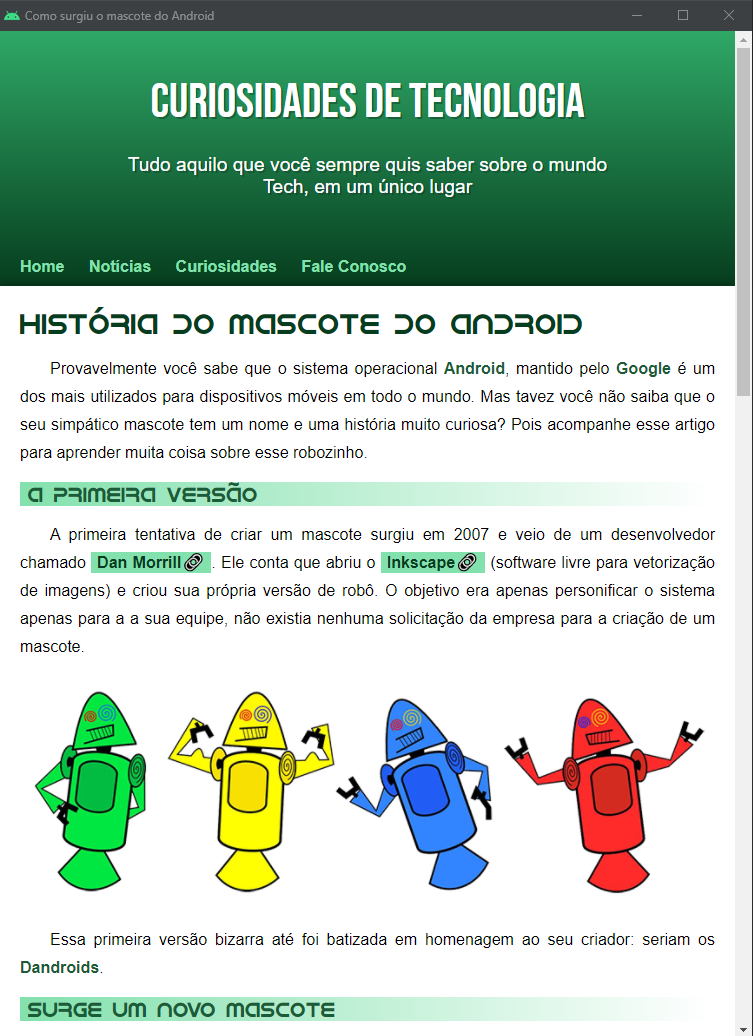 Como surgiu o mascote do Android
CURIOSIDADES DE TECNOLOGIA
Tudo aquilo que você sempre quis saber sobre o mundo
Tech, em um único lugar
Home Notícias Curiosidades Fale Conosco
História do Mascote do Android
Provavelmente você sabe que o sistema operacional Android, mantido pelo Google é um
dos mais utilizados para dispositivos móveis em todo o mundo. Mas tavez você não saiba que o
seu simpático mascote tem um nome e uma história muito curiosa? Pois acompanhe esse artigo
para aprender muita coisa sobre esse robozinho.
A primeira versão
A primeira tentativa de criar um mascote surgiu em 2007 e veio de um desenvolvedor
chamado Dan Morrill. Ele conta que abriu o Inkscape (software livre para vetorização
de imagens) e criou sua própria versão de robô. O objetivo era apenas personificar o sistema
apenas para a a sua equipe, não existia nenhuma solicitação da empresa para a criação de um
mascote.
Essa primeira versão bizarra até foi batizada em homenagem ao seu criador: seriam os
Dandroids.
Surge um novo mascote